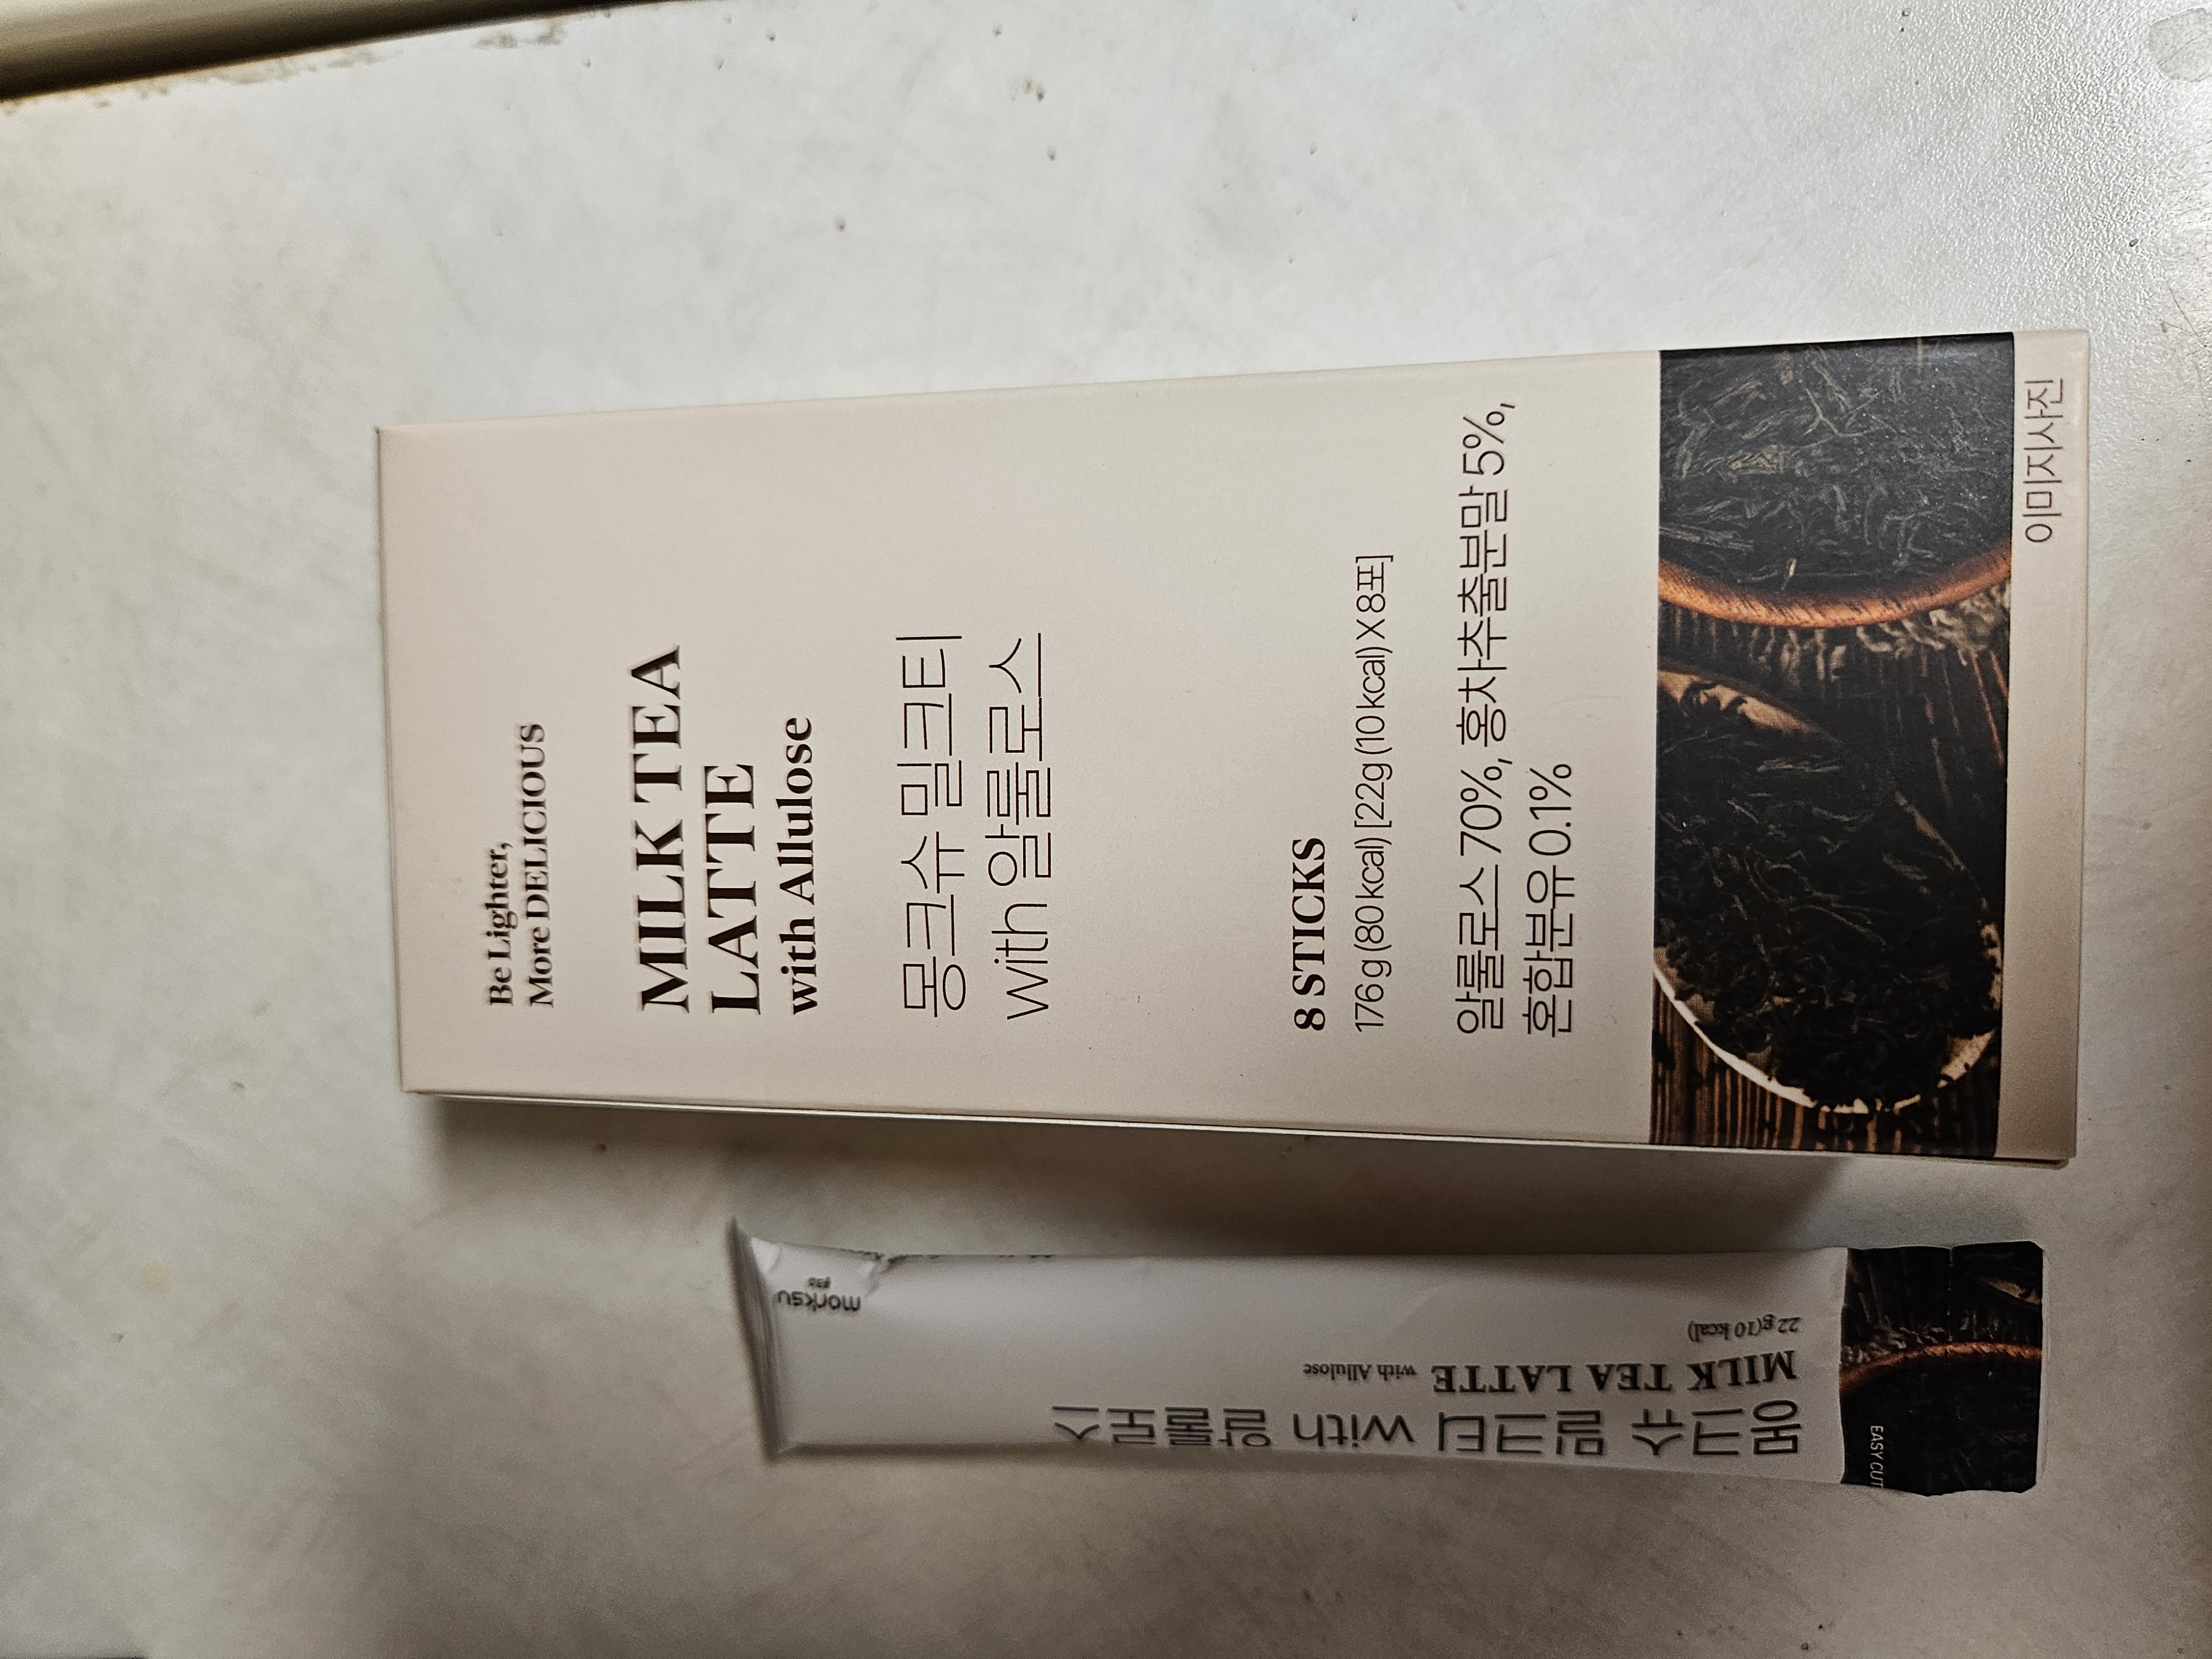 Be Lighter,
More DELICIOUS
MILK TEA
LATTE
with Allulose
몽크슈 밀크티
with 알룰로스
8 STICKS
176 g (80 kcal) [22g (10 kcal) X 8포]
알룰로스 70%, 홍차추출분말 5%,
혼합분유 0.1%
이미지사진
EASY CUT
몽크슈 밀크티 with 알룰로스
MILK TEA LATTE with Allulose
22 g (10 kcal)
monksu